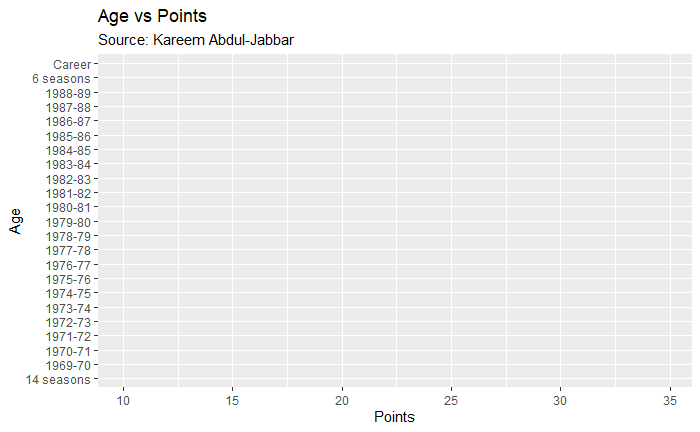 Age vs Points
Source: Kareem Abdul-Jabbar
Age
Career
6 seasons
1988-89
1987-88
1986-87
1985-86
1984-85
1983-84
1982-83
1981-82
1980-81
1979-80
1978-79
1977-78
1976-77
1975-76
1974-75
1973-74
1972-73
1971-72
1970-71
1969-70
14 seasons
10 15 20 25 30 35
Points